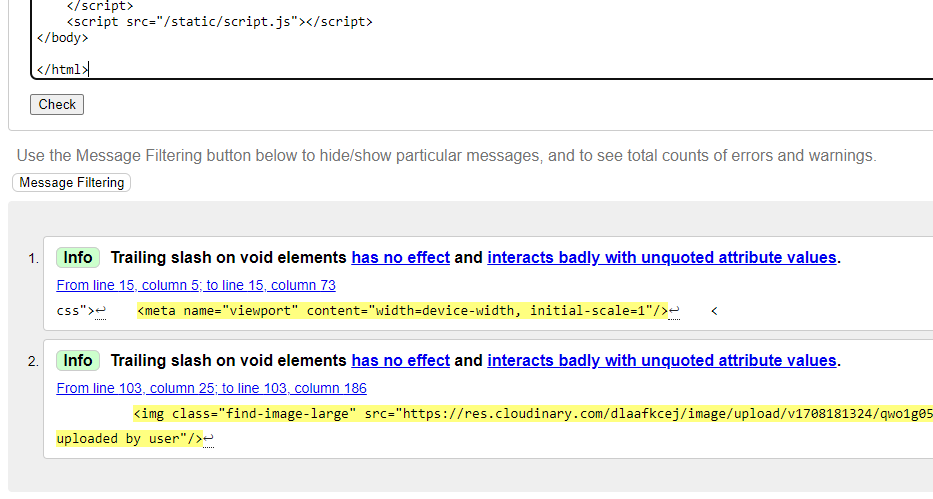 </script>
<script src="/static/script.js"></script>
</body>
</html>
Check
Use the Message Filtering button below to hide/show particular messages, and to see total counts of errors and warnings.
Message Filtering
1. Info Trailing slash on void elements has no effect and interacts badly with unquoted attribute values.
From line 15, column 5; to line 15, column 73
css">↩ <meta name="viewport" content="width=device-width, initial-scale=1"/>↩ <
2. Info Trailing slash on void elements has no effect and interacts badly with unquoted attribute values.
From line 103, column 25; to line 103, column 186
<img class="find-image-large" src="https://res.cloudinary.com/dlaafkcej/image/upload/v1708181324/qwo1g05
uploaded by user"/>↩